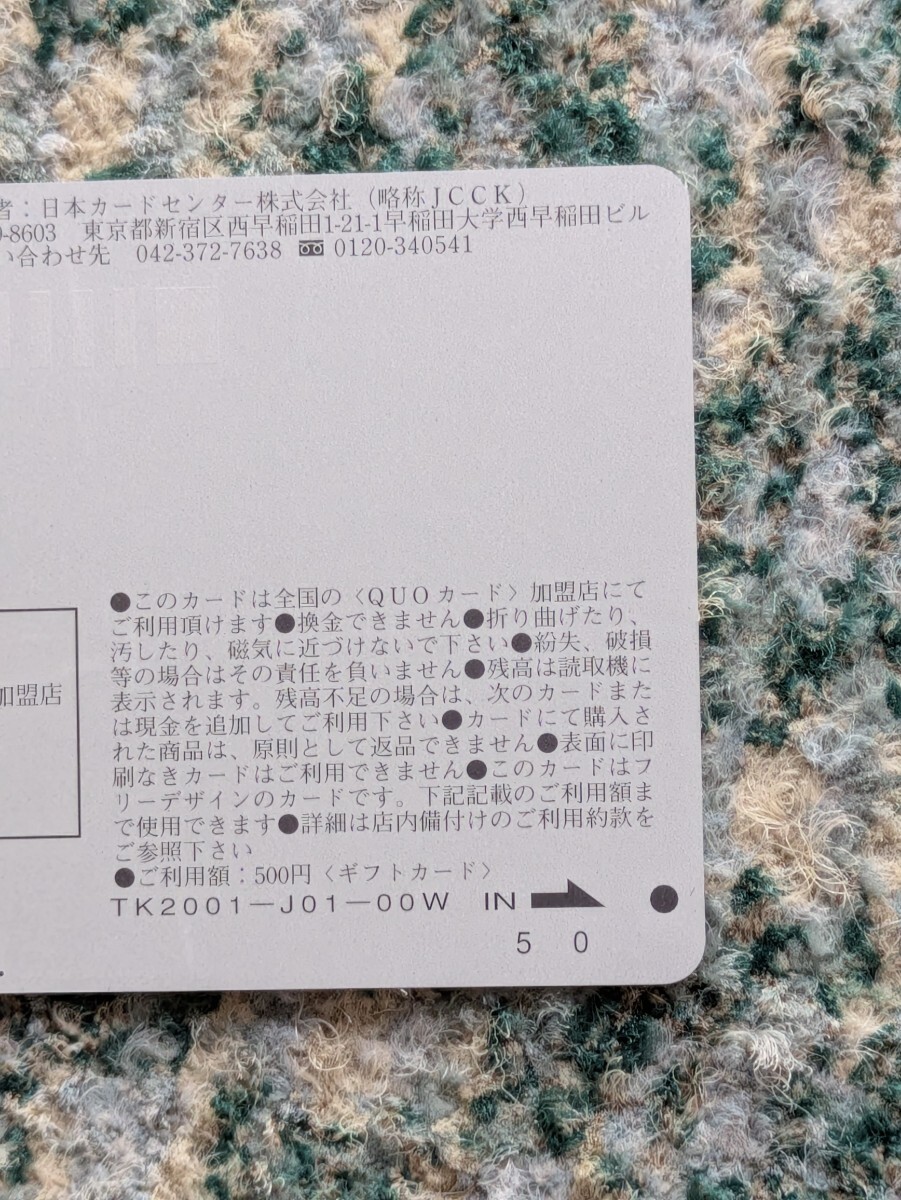 者：日本カードセンター株式会社（略称JCCK）
0-8603　東京都新宿区西早稲田1-21-1早稲田大学西早稲田ビル
い合わせ先　042-372-7638 0120-340541
●このカードは全国の〈QUOカード〉加盟店にて
ご利用頂けます●換金できません●折り曲げたり、
汚したり、磁気に近づけないで下さい●紛失、破損
等の場合はその責任を負いません●残高は読取機に
表示されます。残高不足の場合は、次のカードまた
は現金を追加してご利用下さい●カードにて購入さ
れた商品は、原則として返品できません●表面に印
刷なきカードはご利用できません●このカードはフ
リーデザインのカードです。下記記載のご利用額ま
で使用できます●詳細は店内備付けのご利用約款を
ご参照下さい
●ご利用額：500円〈ギフトカード〉
加盟店
TK2001－J01－00W　IN
5 0